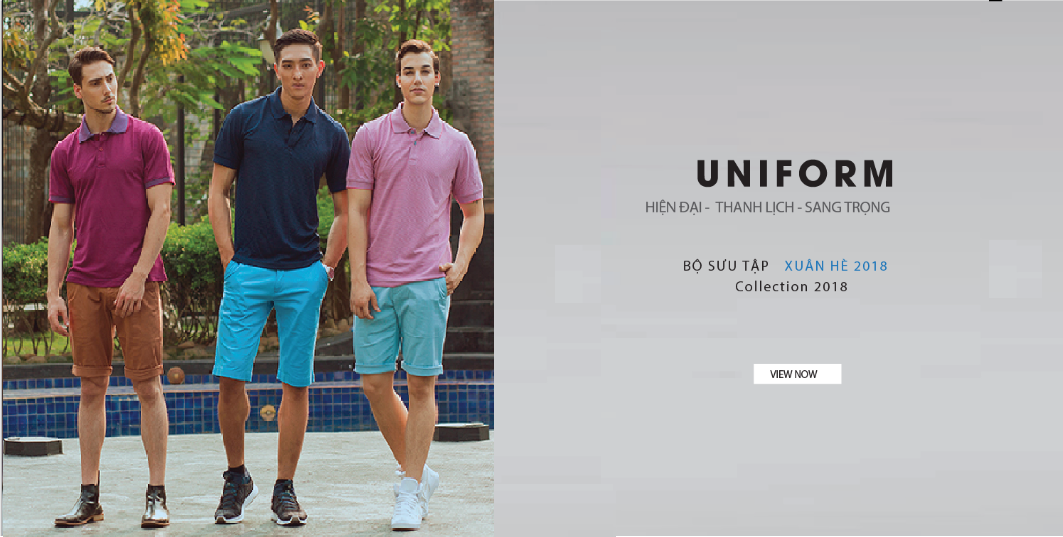 UNIFORM
HIỆN ĐẠI - THANH LỊCH - SANG TRỌNG
BỘ SƯU TẬP XUÂN HÈ 2018
Collection 2018
VIEW NOW